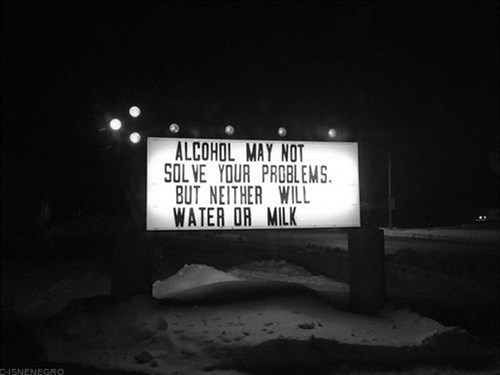 ALCOHOL MAY NOT
SOLVE YOUR PROBLEMS.
BUT NEITHER WILL
WATER OR MILK
C-ISNENEGRO